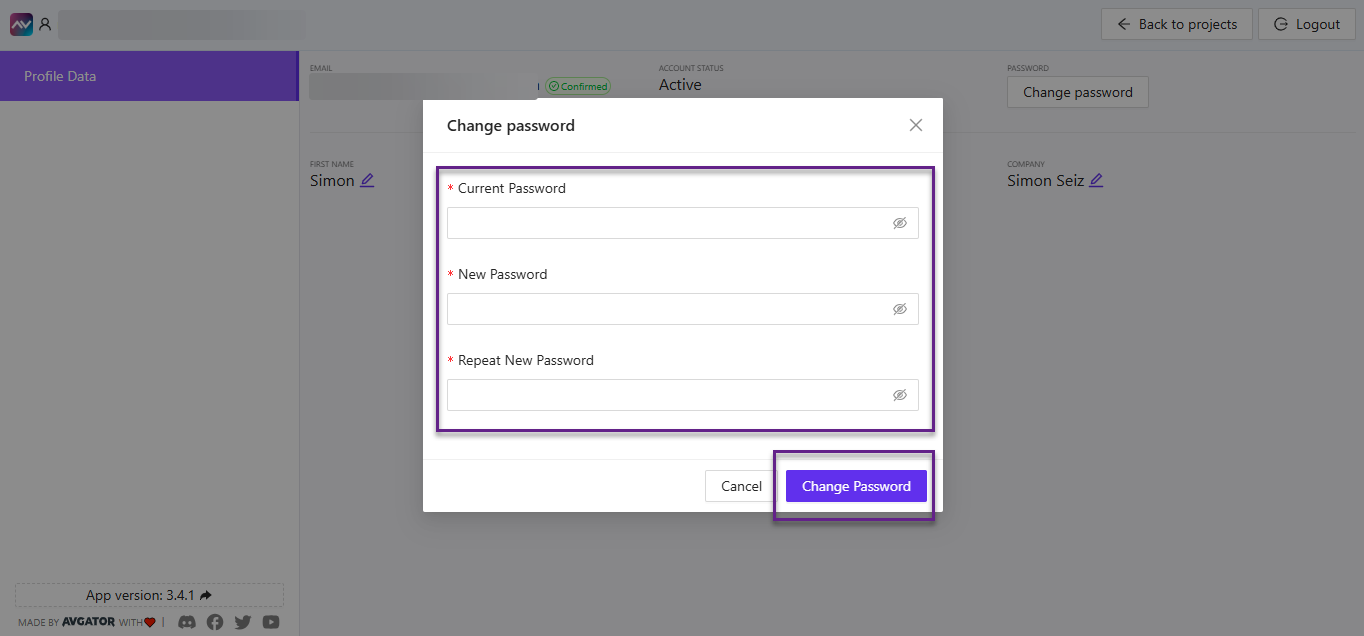 Back to projects
Logout
Profile Data
EMAIL
Confirmed
ACCOUNT STATUS
Active
PASSWORD
Change password
FIRST NAME
Simon
COMPANY
Simon Seiz
Change password
* Current Password
* New Password
* Repeat New Password
Cancel
Change Password
App version: 3.4.1
MADE BY AVGATOR WITH